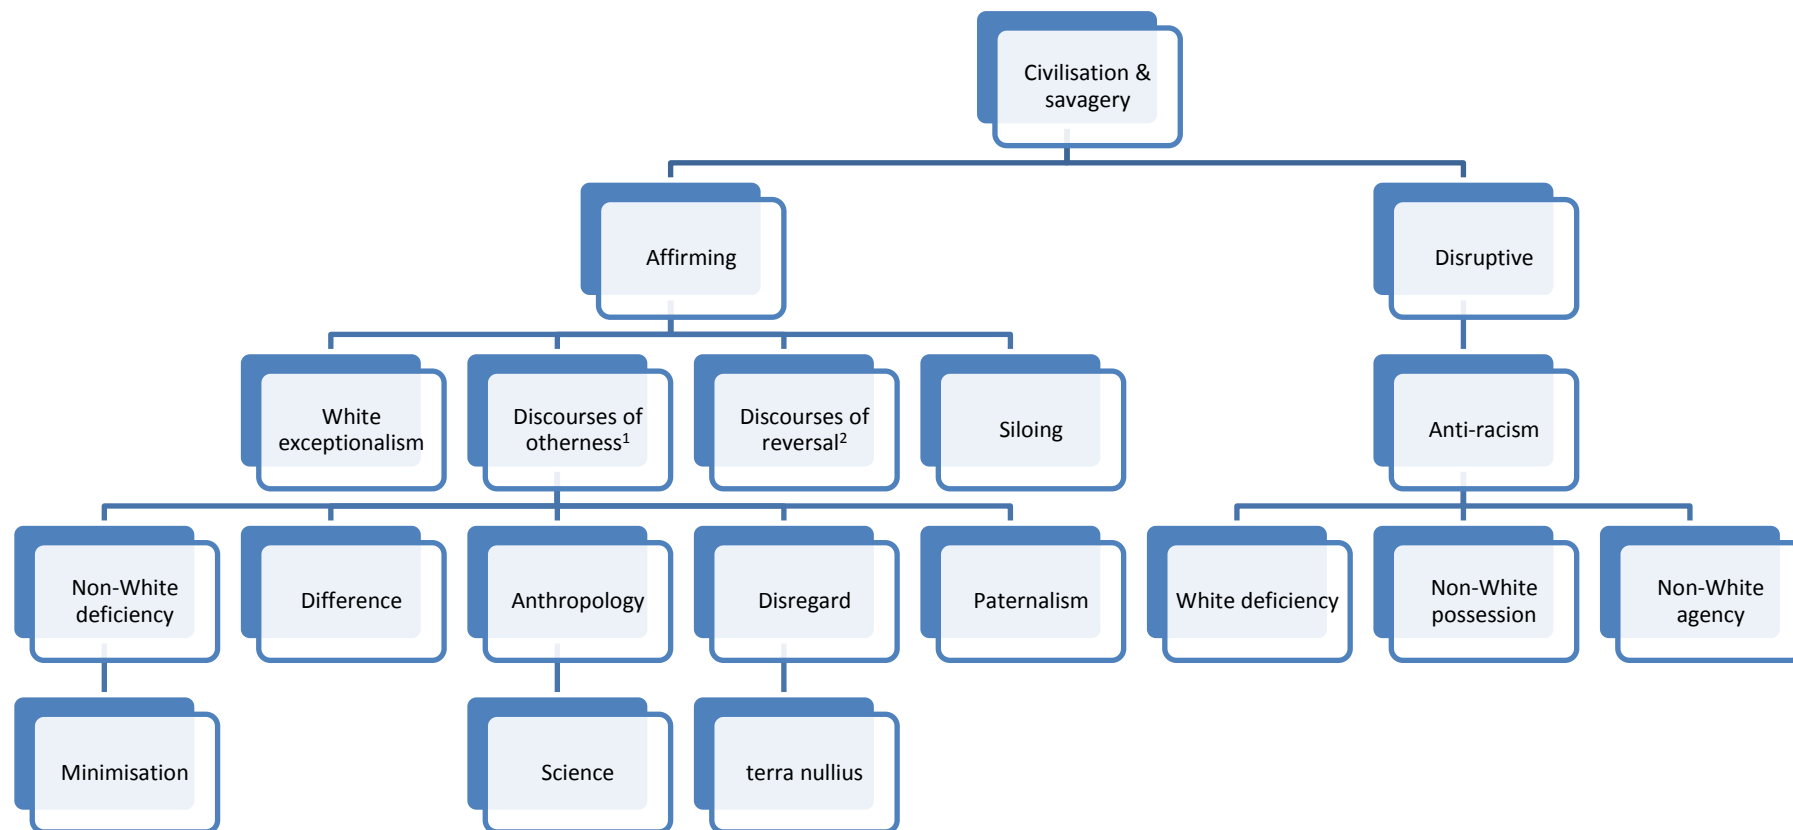 Civilisation &
savagery
Affirming
Disruptive
White
exceptionalism
Discourses of
otherness¹
Discourses of
reversal²
Siloing
Anti-racism
Non-White
deficiency
Difference
Anthropology
Disregard
Paternalism
White deficiency
Non-White
possession
Non-White
agency
Minimisation
Science
terra nullius